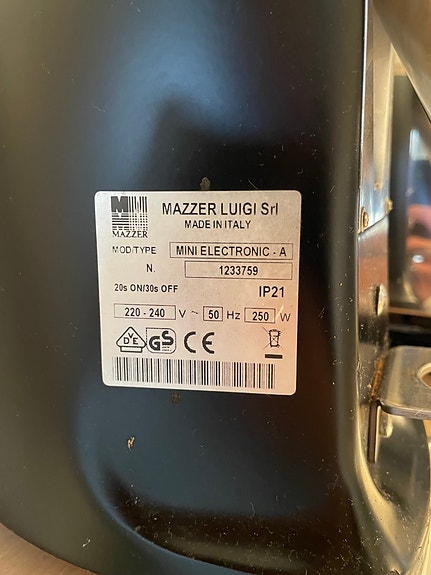 MAZZER LUIGI Srl
MADE IN ITALY
MAZZER
MOD/TYPE MINI ELECTRONIC - A
N. 1233759
20s ON/30s OFF IP21
220 - 240 V ~ 50 Hz 250 W
D V E GS CE